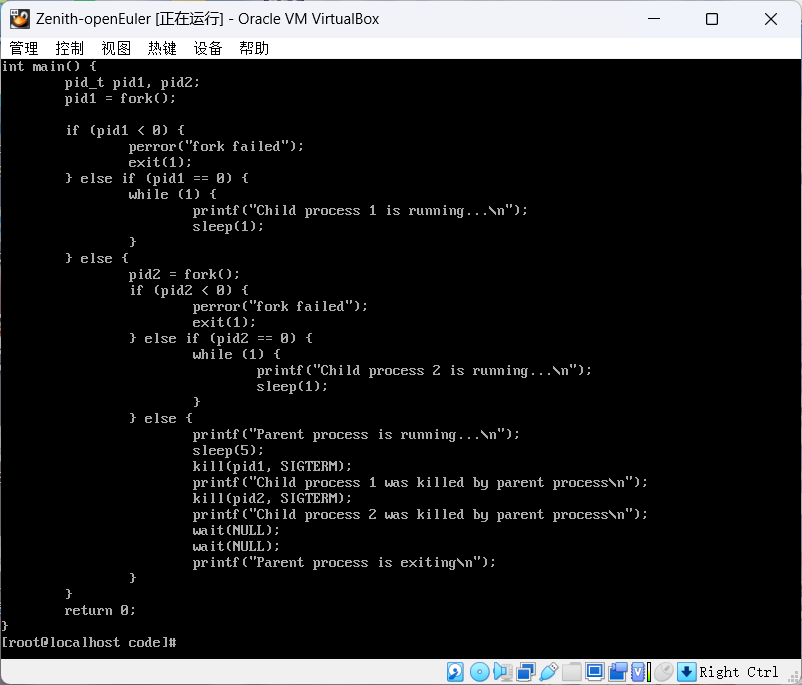 Zenith-openEuler [正在运行] - Oracle VM VirtualBox
管理 控制 视图 热键 设备 帮助
int main() {
        pid_t pid1, pid2;
        pid1 = fork();

        if (pid1 < 0) {
                perror("fork failed");
                exit(1);
        } else if (pid1 == 0) {
                while (1) {
                        printf("Child process 1 is running...\n");
                        sleep(1);
                }
        } else {
                pid2 = fork();
                if (pid2 < 0) {
                        perror("fork failed");
                        exit(1);
                } else if (pid2 == 0) {
                        while (1) {
                                printf("Child process 2 is running...\n");
                                sleep(1);
                        }
                } else {
                        printf("Parent process is running...\n");
                        sleep(5);
                        kill(pid1, SIGTERM);
                        printf("Child process 1 was killed by parent process\n");
                        kill(pid2, SIGTERM);
                        printf("Child process 2 was killed by parent process\n");
                        wait(NULL);
                        wait(NULL);
                        printf("Parent process is exiting\n");
                }
        }
        return 0;
}
[root@localhost code]#
Right Ctrl